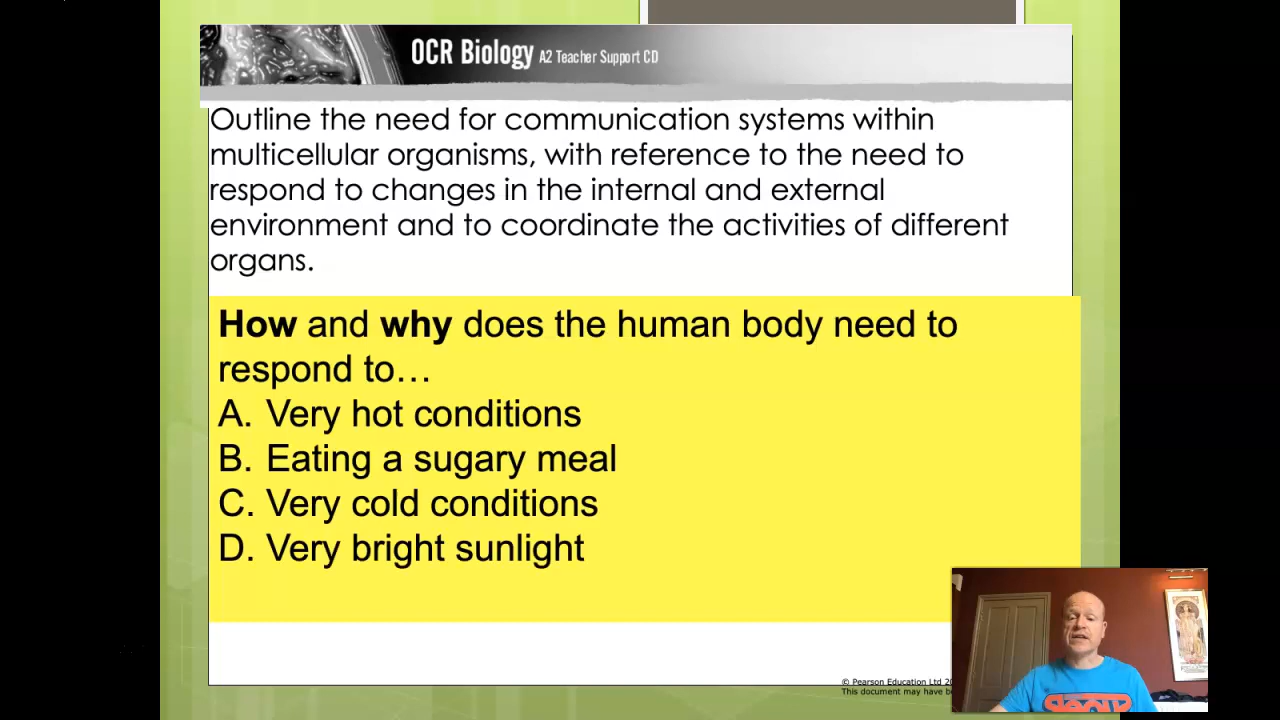 OCR Biology A2 Teacher Support CD
Outline the need for communication systems within
multicellular organisms, with reference to the need to
respond to changes in the internal and external
environment and to coordinate the activities of different
organs.
How and why does the human body need to
respond to…
A. Very hot conditions
B. Eating a sugary meal
C. Very cold conditions
D. Very bright sunlight
© Pearson Education Ltd
This document may have